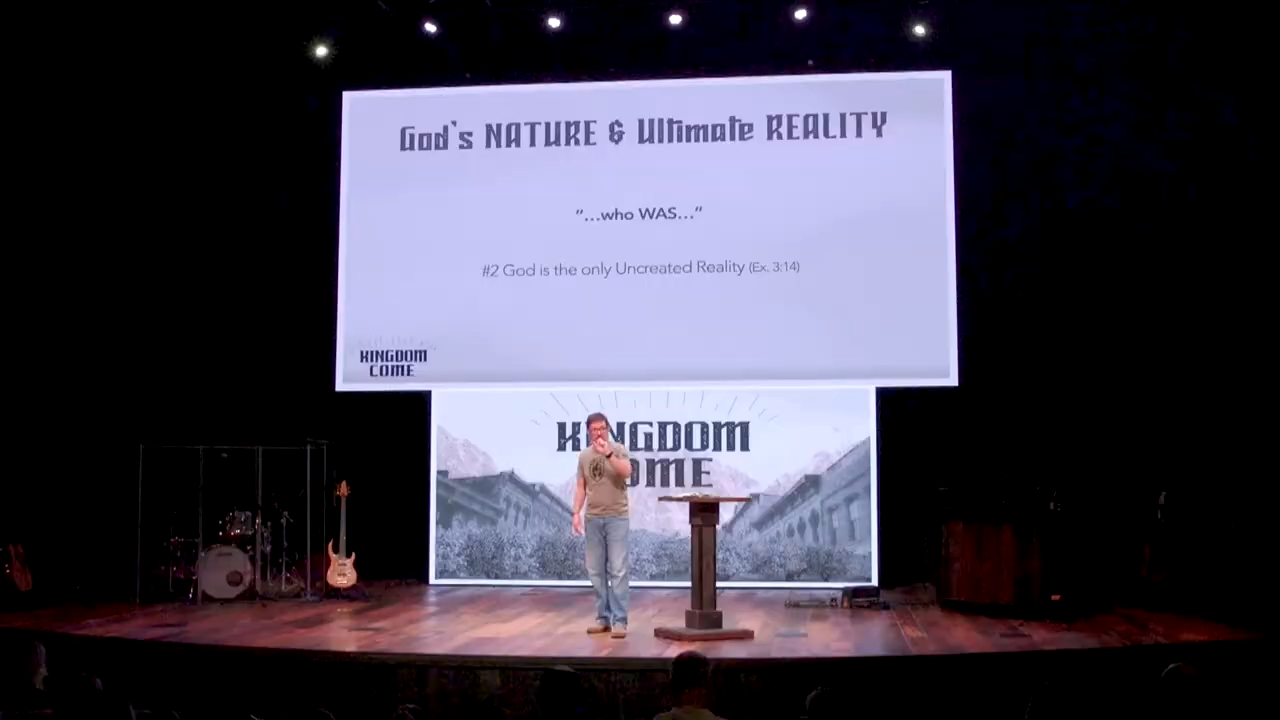 God's NATURE & Ultimate REALITY
“...who WAS...”
#2 God is the only Uncreated Reality (Ex. 3:14)
KINGDOM
COME
KINGDOM
OME